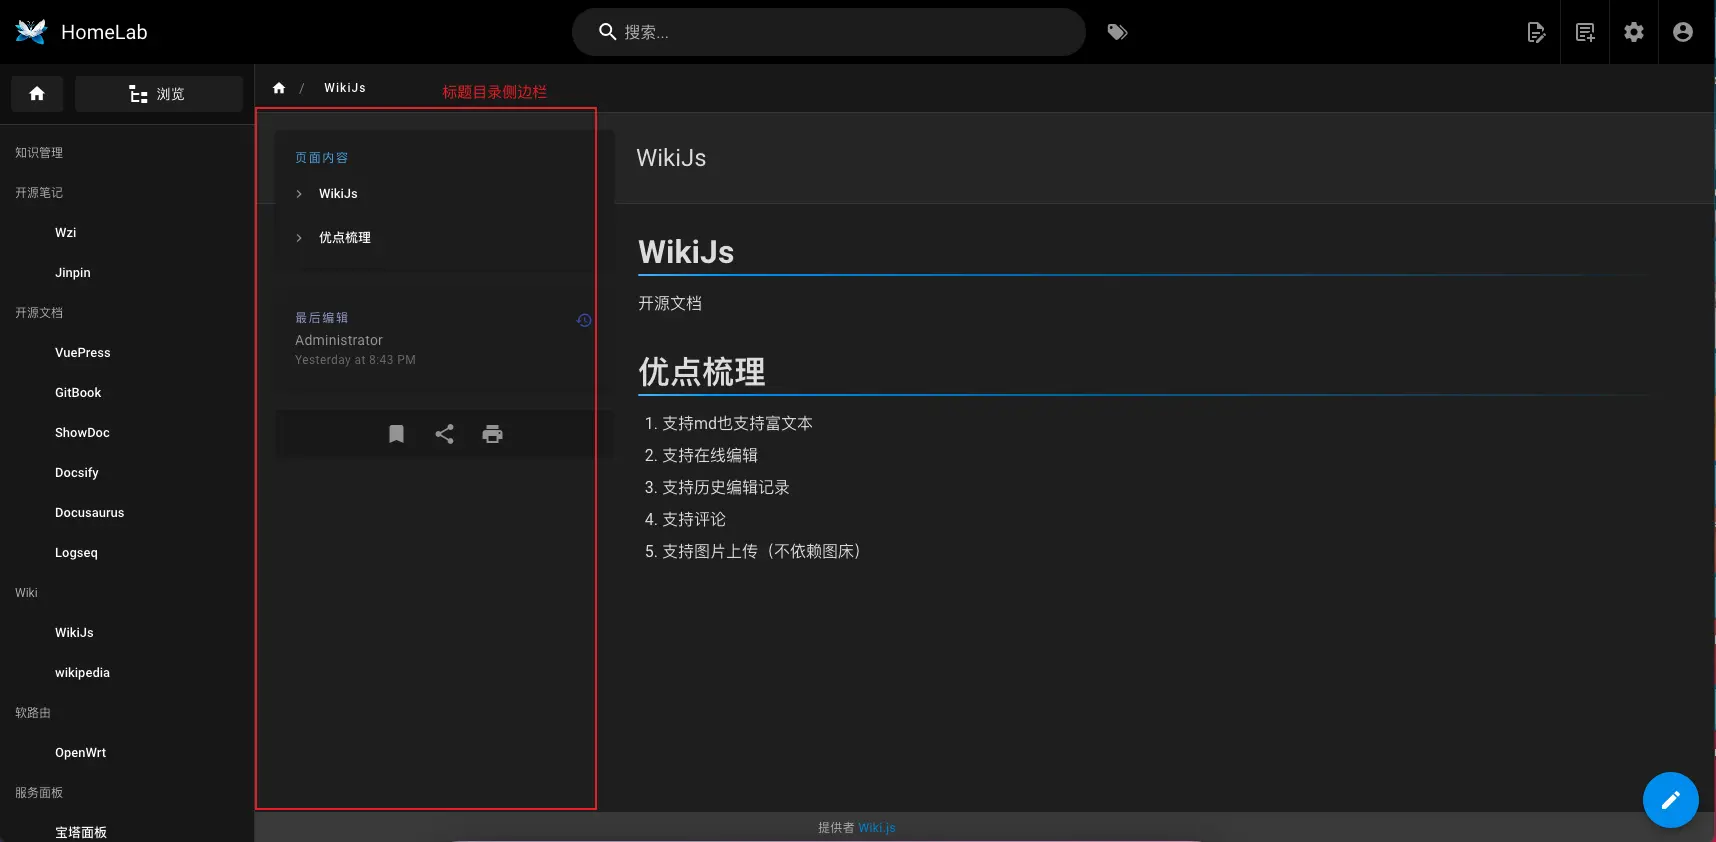 HomeLab
搜索...
浏览
/ WikiJs
标题目录侧边栏
知识管理
开源笔记
Wzi
Jinpin
开源文档
VuePress
GitBook
ShowDoc
Docsify
Docusaurus
Logseq
Wiki
WikiJs
wikipedia
软路由
OpenWrt
服务面板
宝塔面板
页面内容
WikiJs
优点梳理
最后编辑
Administrator
Yesterday at 8:43 PM
WikiJs
WikiJs
开源文档
优点梳理
1. 支持md也支持富文本
2. 支持在线编辑
3. 支持历史编辑记录
4. 支持评论
5. 支持图片上传（不依赖图床）
提供者 Wiki.js